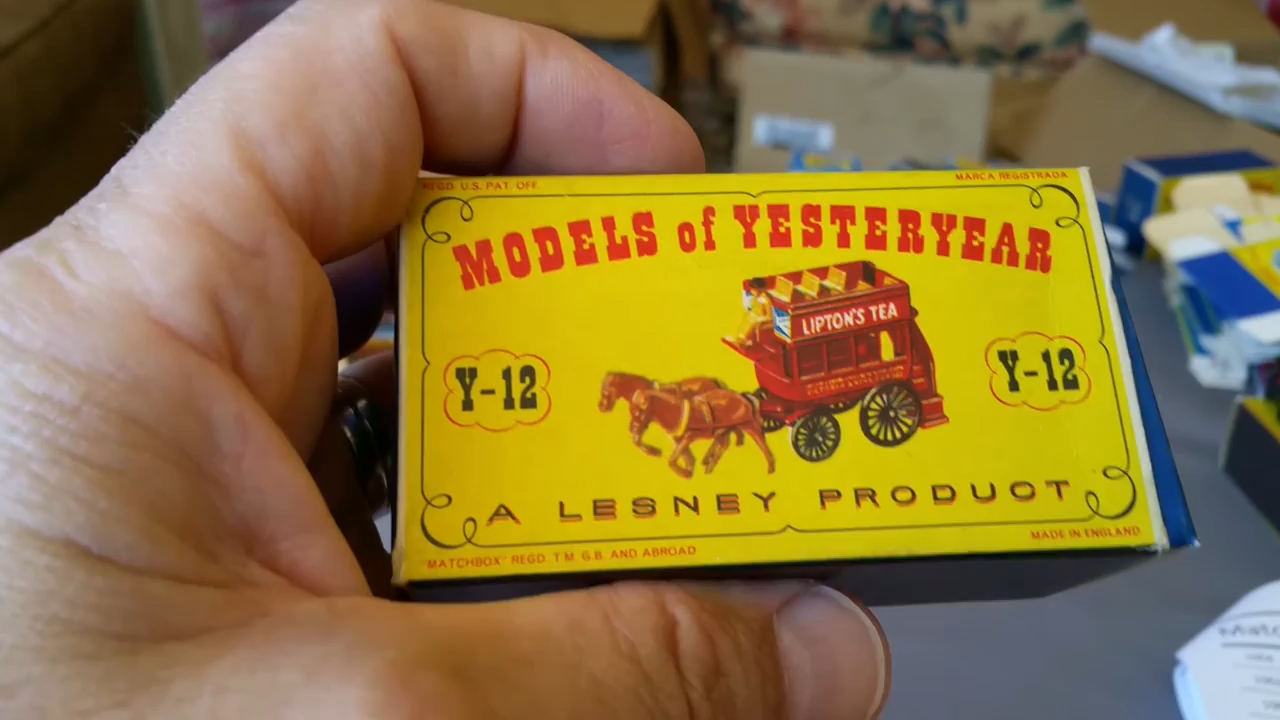 REGD. U.S. PAT. OFF. MARCA REGISTRADA
MODELS of YESTERYEAR
LIPTON'S TEA
Y-12 Y-12
A LESNEY PRODUCT
"MATCHBOX" REGD. T M G.B. AND ABROAD MADE IN ENGLAND